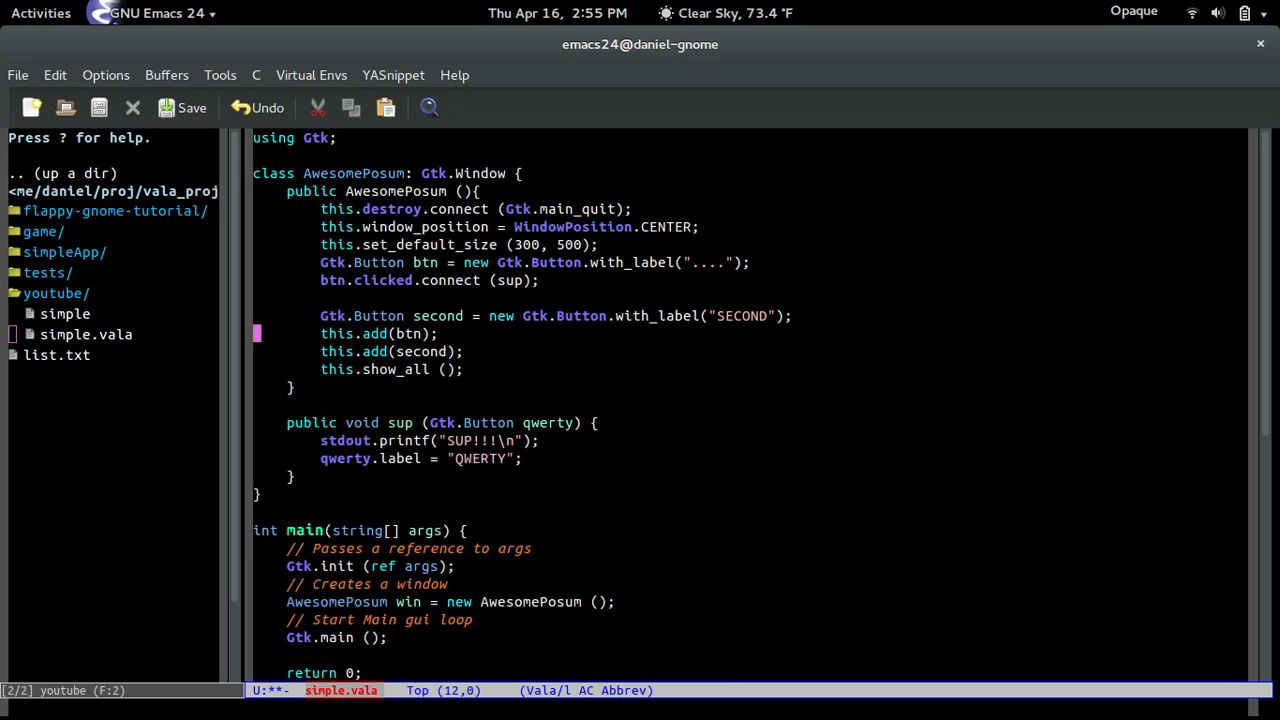 Activities GNU Emacs 24 Thu Apr 16, 2:55 PM Clear Sky, 73.4 °F Opaque
emacs24@daniel-gnome
File Edit Options Buffers Tools C Virtual Envs YASnippet Help
Save Undo
Press ? for help.
.. (up a dir)
<me/daniel/proj/vala_proj
flappy-gnome-tutorial/
game/
simpleApp/
tests/
youtube/
simple
simple.vala
list.txt
[2/2] youtube (F:2)
using Gtk;
class AwesomePosum: Gtk.Window {
public AwesomePosum (){
this.destroy.connect (Gtk.main_quit);
this.window_position = WindowPosition.CENTER;
this.set_default_size (300, 500);
Gtk.Button btn = new Gtk.Button.with_label("....");
btn.clicked.connect (sup);
Gtk.Button second = new Gtk.Button.with_label("SECOND");
this.add(btn);
this.add(second);
this.show_all ();
}
public void sup (Gtk.Button qwerty) {
stdout.printf("SUP!!!\n");
qwerty.label = "QWERTY";
}
}
int main(string[] args) {
// Passes a reference to args
Gtk.init (ref args);
// Creates a window
AwesomePosum win = new AwesomePosum ();
// Start Main gui loop
Gtk.main ();
return 0;
U:**- simple.vala Top (12,0) (Vala/l AC Abbrev)